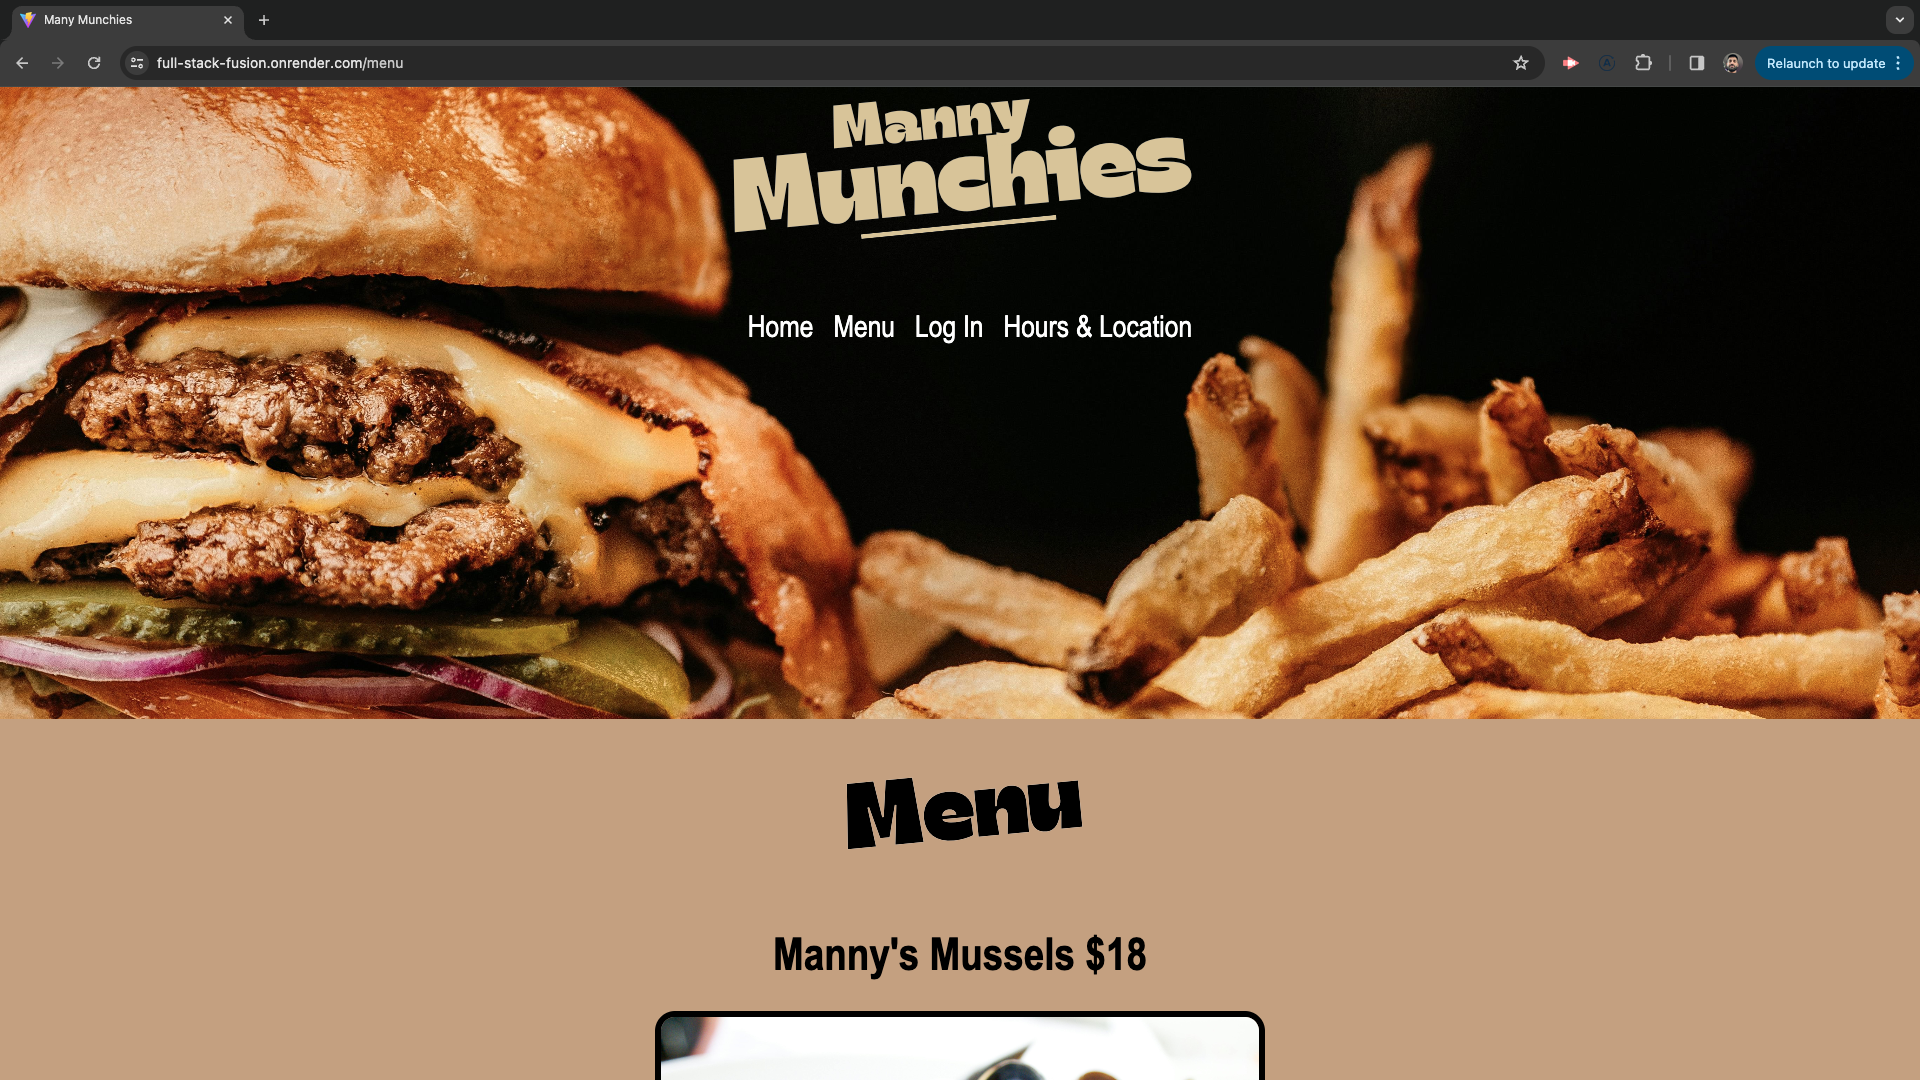 Many Munchies
full-stack-fusion.onrender.com/menu
Relaunch to update
Manny
Munchies
Home Menu Log In Hours & Location
Menu
Manny's Mussels $18